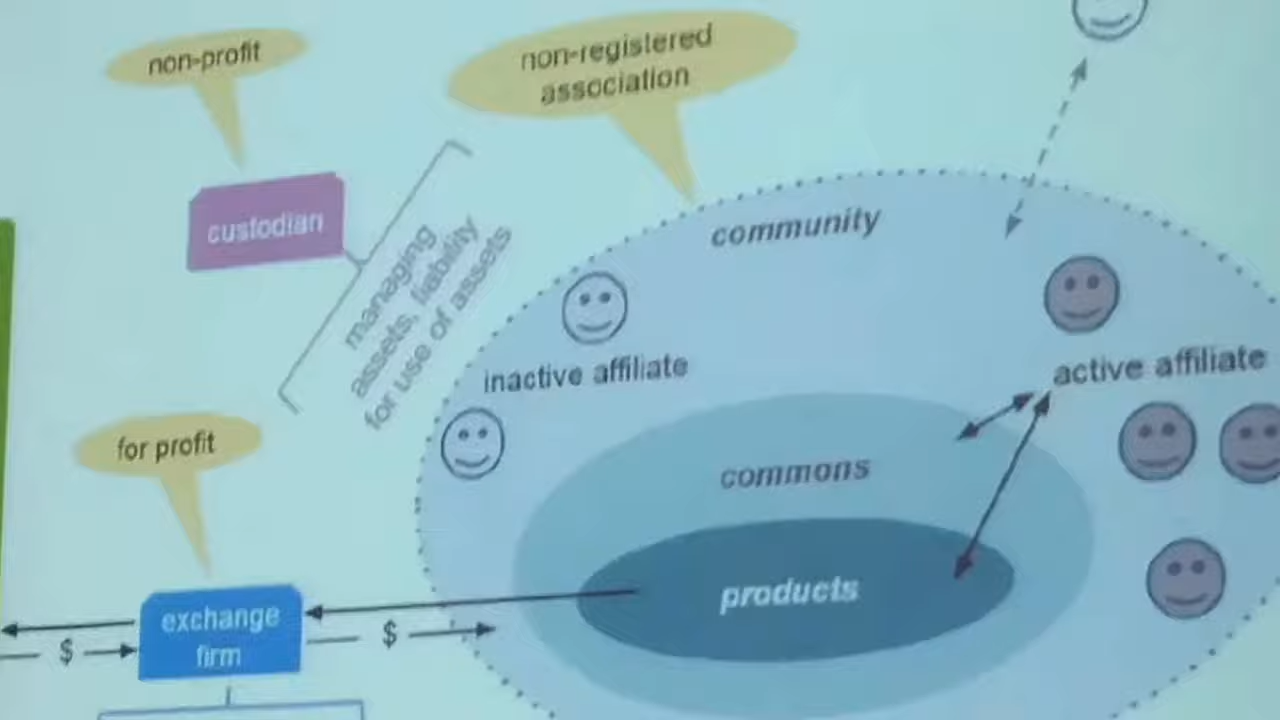 non-profit
non-registered
association
custodian
managing
assets, liability
for use of assets
community
inactive affiliate
active affiliate
for profit
commons
products
exchange
firm
$
$